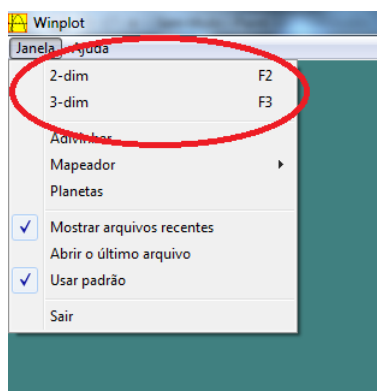 Winplot
Janela Ajuda
2-dim F2
3-dim F3
Adivinhar
Mapeador
Planetas
Mostrar arquivos recentes
Abrir o último arquivo
Usar padrão
Sair